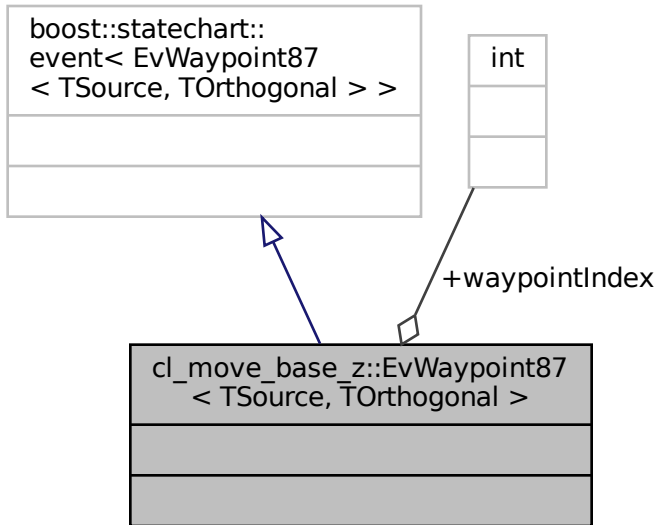 boost::statechart::
event< EvWaypoint87
< TSource, TOrthogonal > >
int
+waypointIndex
cl_move_base_z::EvWaypoint87
< TSource, TOrthogonal >